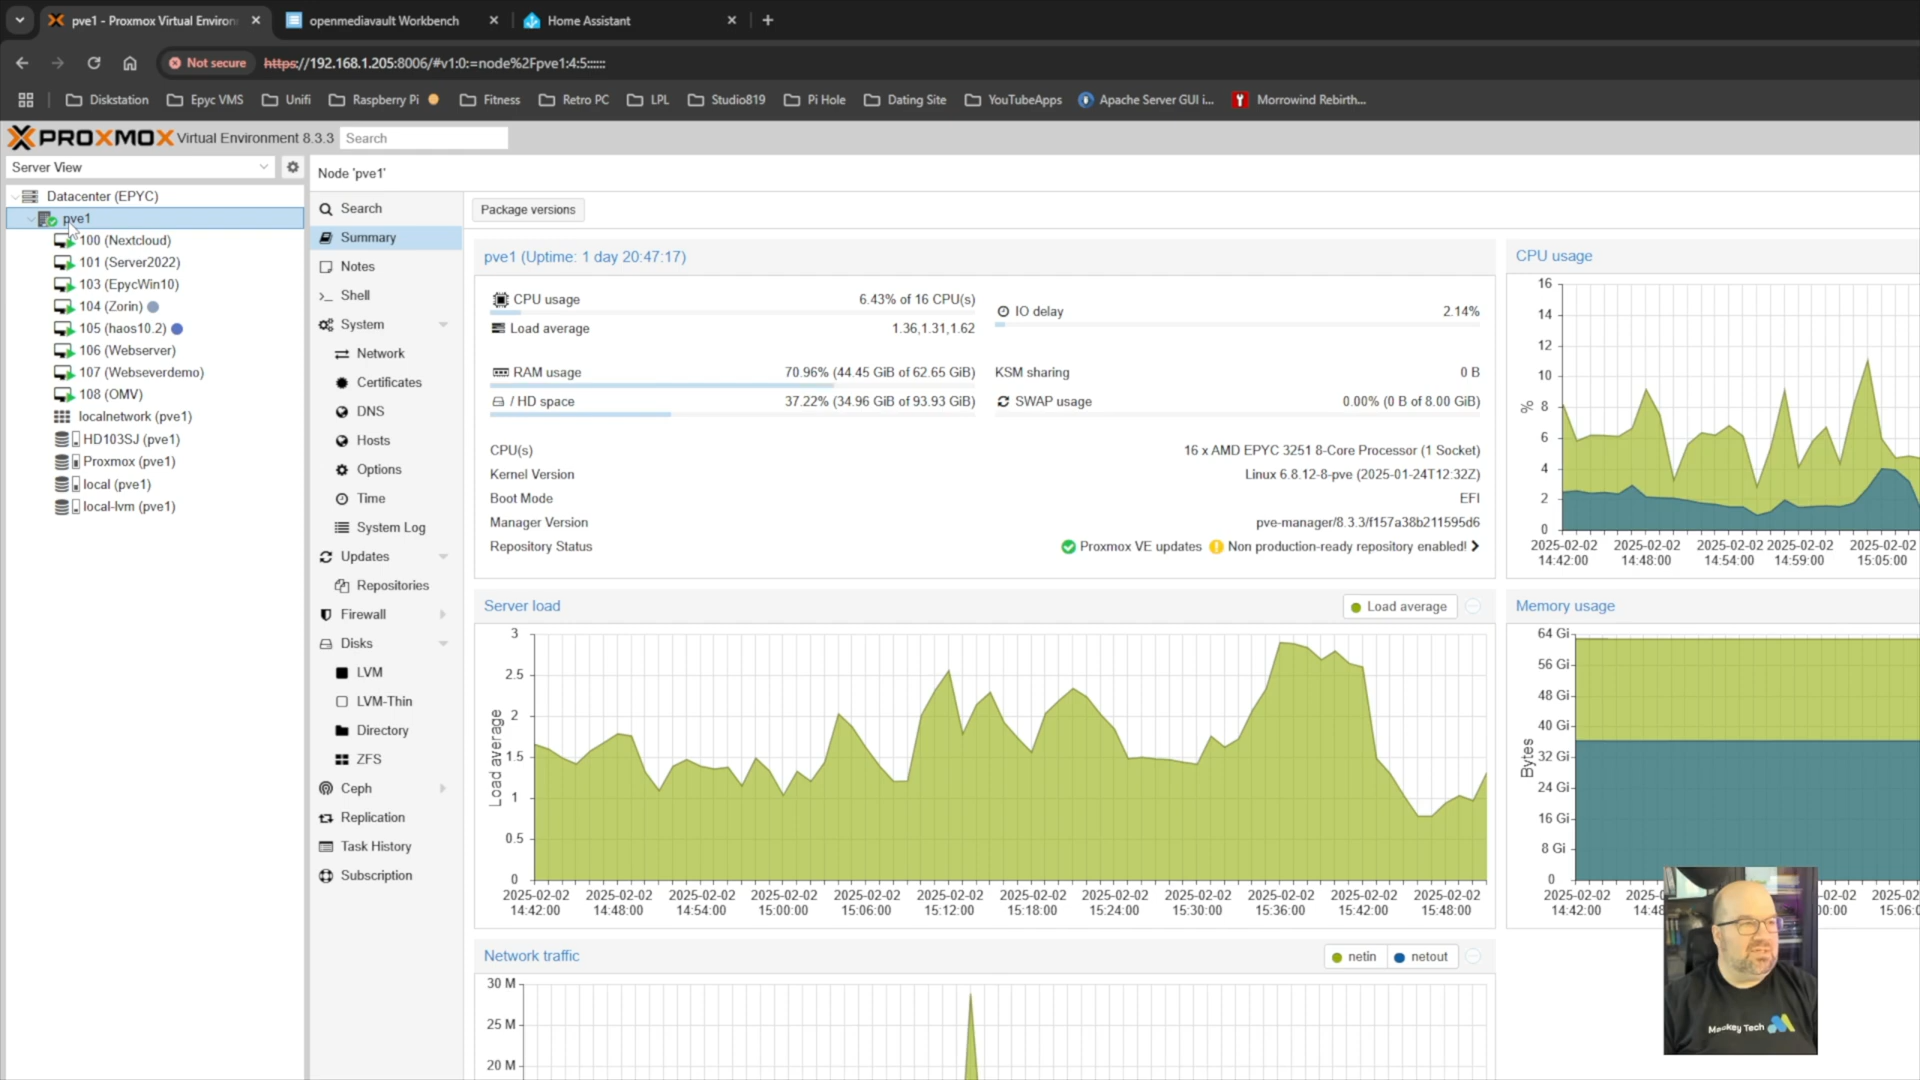 pve1 - Proxmox Virtual Environ
openmediavault Workbench
Home Assistant
Not secure
https://192.168.1.205:8006/#v1:0:=node%2Fpve1:4:5::::::
Diskstation
Epyc VMS
Unifi
Raspberry Pi
Fitness
Retro PC
LPL
Studio819
Pi Hole
Dating Site
YouTubeApps
Apache Server GUI i...
Morrowind Rebirth...
PROXMOX Virtual Environment 8.3.3 Search
Server View
Datacenter (EPYC)
pve1
100 (Nextcloud)
101 (Server2022)
103 (EpycWin10)
104 (Zorin)
105 (haos10.2)
106 (Webserver)
107 (Webseverdemo)
108 (OMV)
localnetwork (pve1)
HD103SJ (pve1)
Proxmox (pve1)
local (pve1)
local-lvm (pve1)
Node 'pve1'
Search
Summary
Notes
Shell
System
Network
Certificates
DNS
Hosts
Options
Time
System Log
Updates
Repositories
Firewall
Disks
LVM
LVM-Thin
Directory
ZFS
Ceph
Replication
Task History
Subscription
Package versions
pve1 (Uptime: 1 day 20:47:17)
CPU usage 6.43% of 16 CPU(s)
Load average 1.36,1.31,1.62
IO delay 2.14%
RAM usage 70.96% (44.45 GiB of 62.65 GiB)
KSM sharing 0 B
/ HD space 37.22% (34.96 GiB of 93.93 GiB)
SWAP usage 0.00% (0 B of 8.00 GiB)
CPU(s) 16 x AMD EPYC 3251 8-Core Processor (1 Socket)
Kernel Version Linux 6.8.12-8-pve (2025-01-24T12:32Z)
Boot Mode EFI
Manager Version pve-manager/8.3.3/f157a38b211595d6
Repository Status Proxmox VE updates Non production-ready repository enabled!
CPU usage
16
14
12
10
8
6
4
2
0
%
2025-02-02 2025-02-02 2025-02-02 2025-02-02 2025-02-02
14:42:00 14:48:00 14:54:00 14:59:00 15:05:00
Server load
Load average
3
2.5
2
1.5
1
0.5
0
Load average
2025-02-02 2025-02-02 2025-02-02 2025-02-02 2025-02-02 2025-02-02 2025-02-02 2025-02-02 2025-02-02 2025-02-02 2025-02-02 2025-02-02
14:42:00 14:48:00 14:54:00 15:00:00 15:06:00 15:12:00 15:18:00 15:24:00 15:30:00 15:36:00 15:42:00 15:48:00
Memory usage
64 Gi
56 Gi
48 Gi
40 Gi
32 Gi
24 Gi
16 Gi
8 Gi
0
Bytes
2025-02-02 2025- 02-02 2025-02
14:42:00 14:48 00:00 15:06:
Network traffic
netin
netout
30 M
25 M
20 M
Monkey Tech